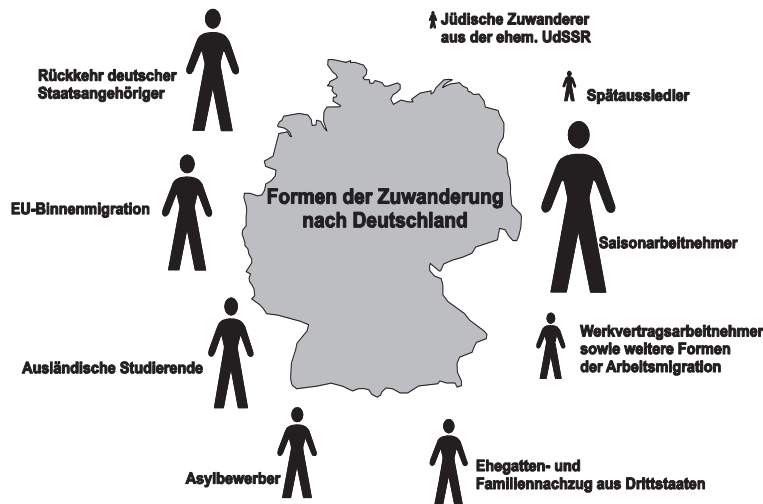 Jüdische Zuwanderer
aus der ehem. UdSSR
Rückkehr deutscher
Staatsangehöriger
Spätaussiedler
Formen der Zuwanderung
nach Deutschland
EU-Binnenmigration
Saisonarbeitnehmer
Werkvertragsarbeitnehmer
sowie weitere Formen
der Arbeitsmigration
Ausländische Studierende
Asylbewerber
Ehegatten- und
Familiennachzug aus Drittstaaten